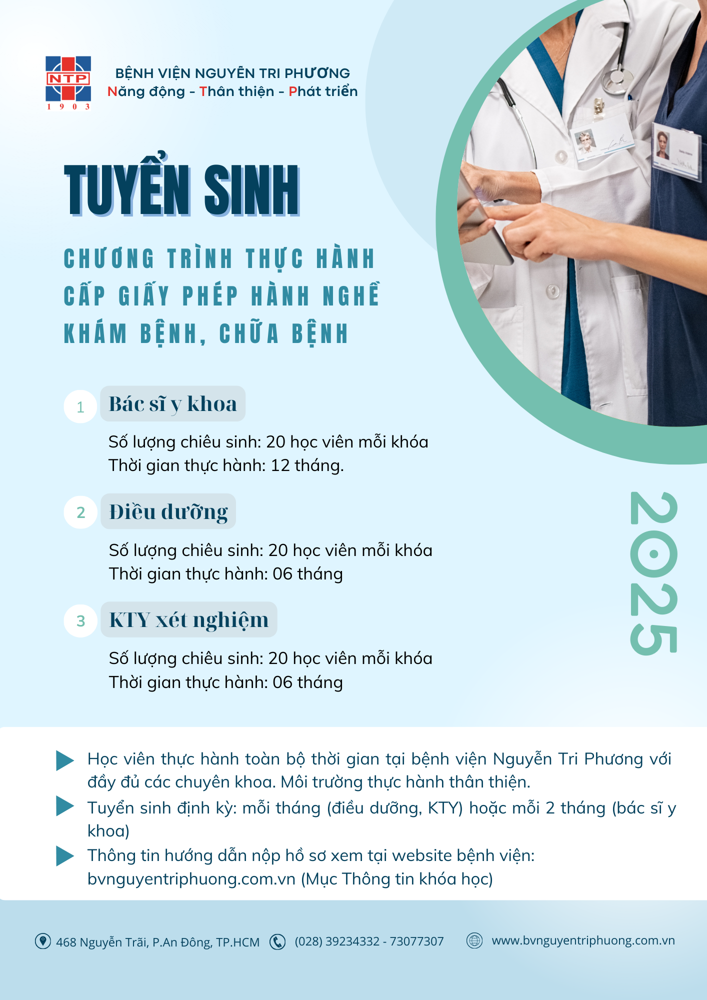 NTP
1 9 0 3
BỆNH VIỆN NGUYỄN TRI PHƯƠNG
Năng động - Thân thiện - Phát triển
TUYỂN SINH
CHƯƠNG TRÌNH THỰC HÀNH
CẤP GIẤY PHÉP HÀNH NGHỀ
KHÁM BỆNH, CHỮA BỆNH
1 Bác sĩ y khoa
Số lượng chiêu sinh: 20 học viên mỗi khóa
Thời gian thực hành: 12 tháng.
2 Điều dưỡng
Số lượng chiêu sinh: 20 học viên mỗi khóa
Thời gian thực hành: 06 tháng
3 KTY xét nghiệm
Số lượng chiêu sinh: 20 học viên mỗi khóa
Thời gian thực hành: 06 tháng
2025
Học viên thực hành toàn bộ thời gian tại bệnh viện Nguyễn Tri Phương với
đầy đủ các chuyên khoa. Môi trường thực hành thân thiện.
Tuyển sinh định kỳ: mỗi tháng (điều dưỡng, KTY) hoặc mỗi 2 tháng (bác sĩ y
khoa)
Thông tin hướng dẫn nộp hồ sơ xem tại website bệnh viện:
bvnguyentriphuong.com.vn (Mục Thông tin khóa học)
468 Nguyễn Trãi, P.An Đông, TP.HCM
(028) 39234332 - 73077307
www.bvnguyentriphuong.com.vn